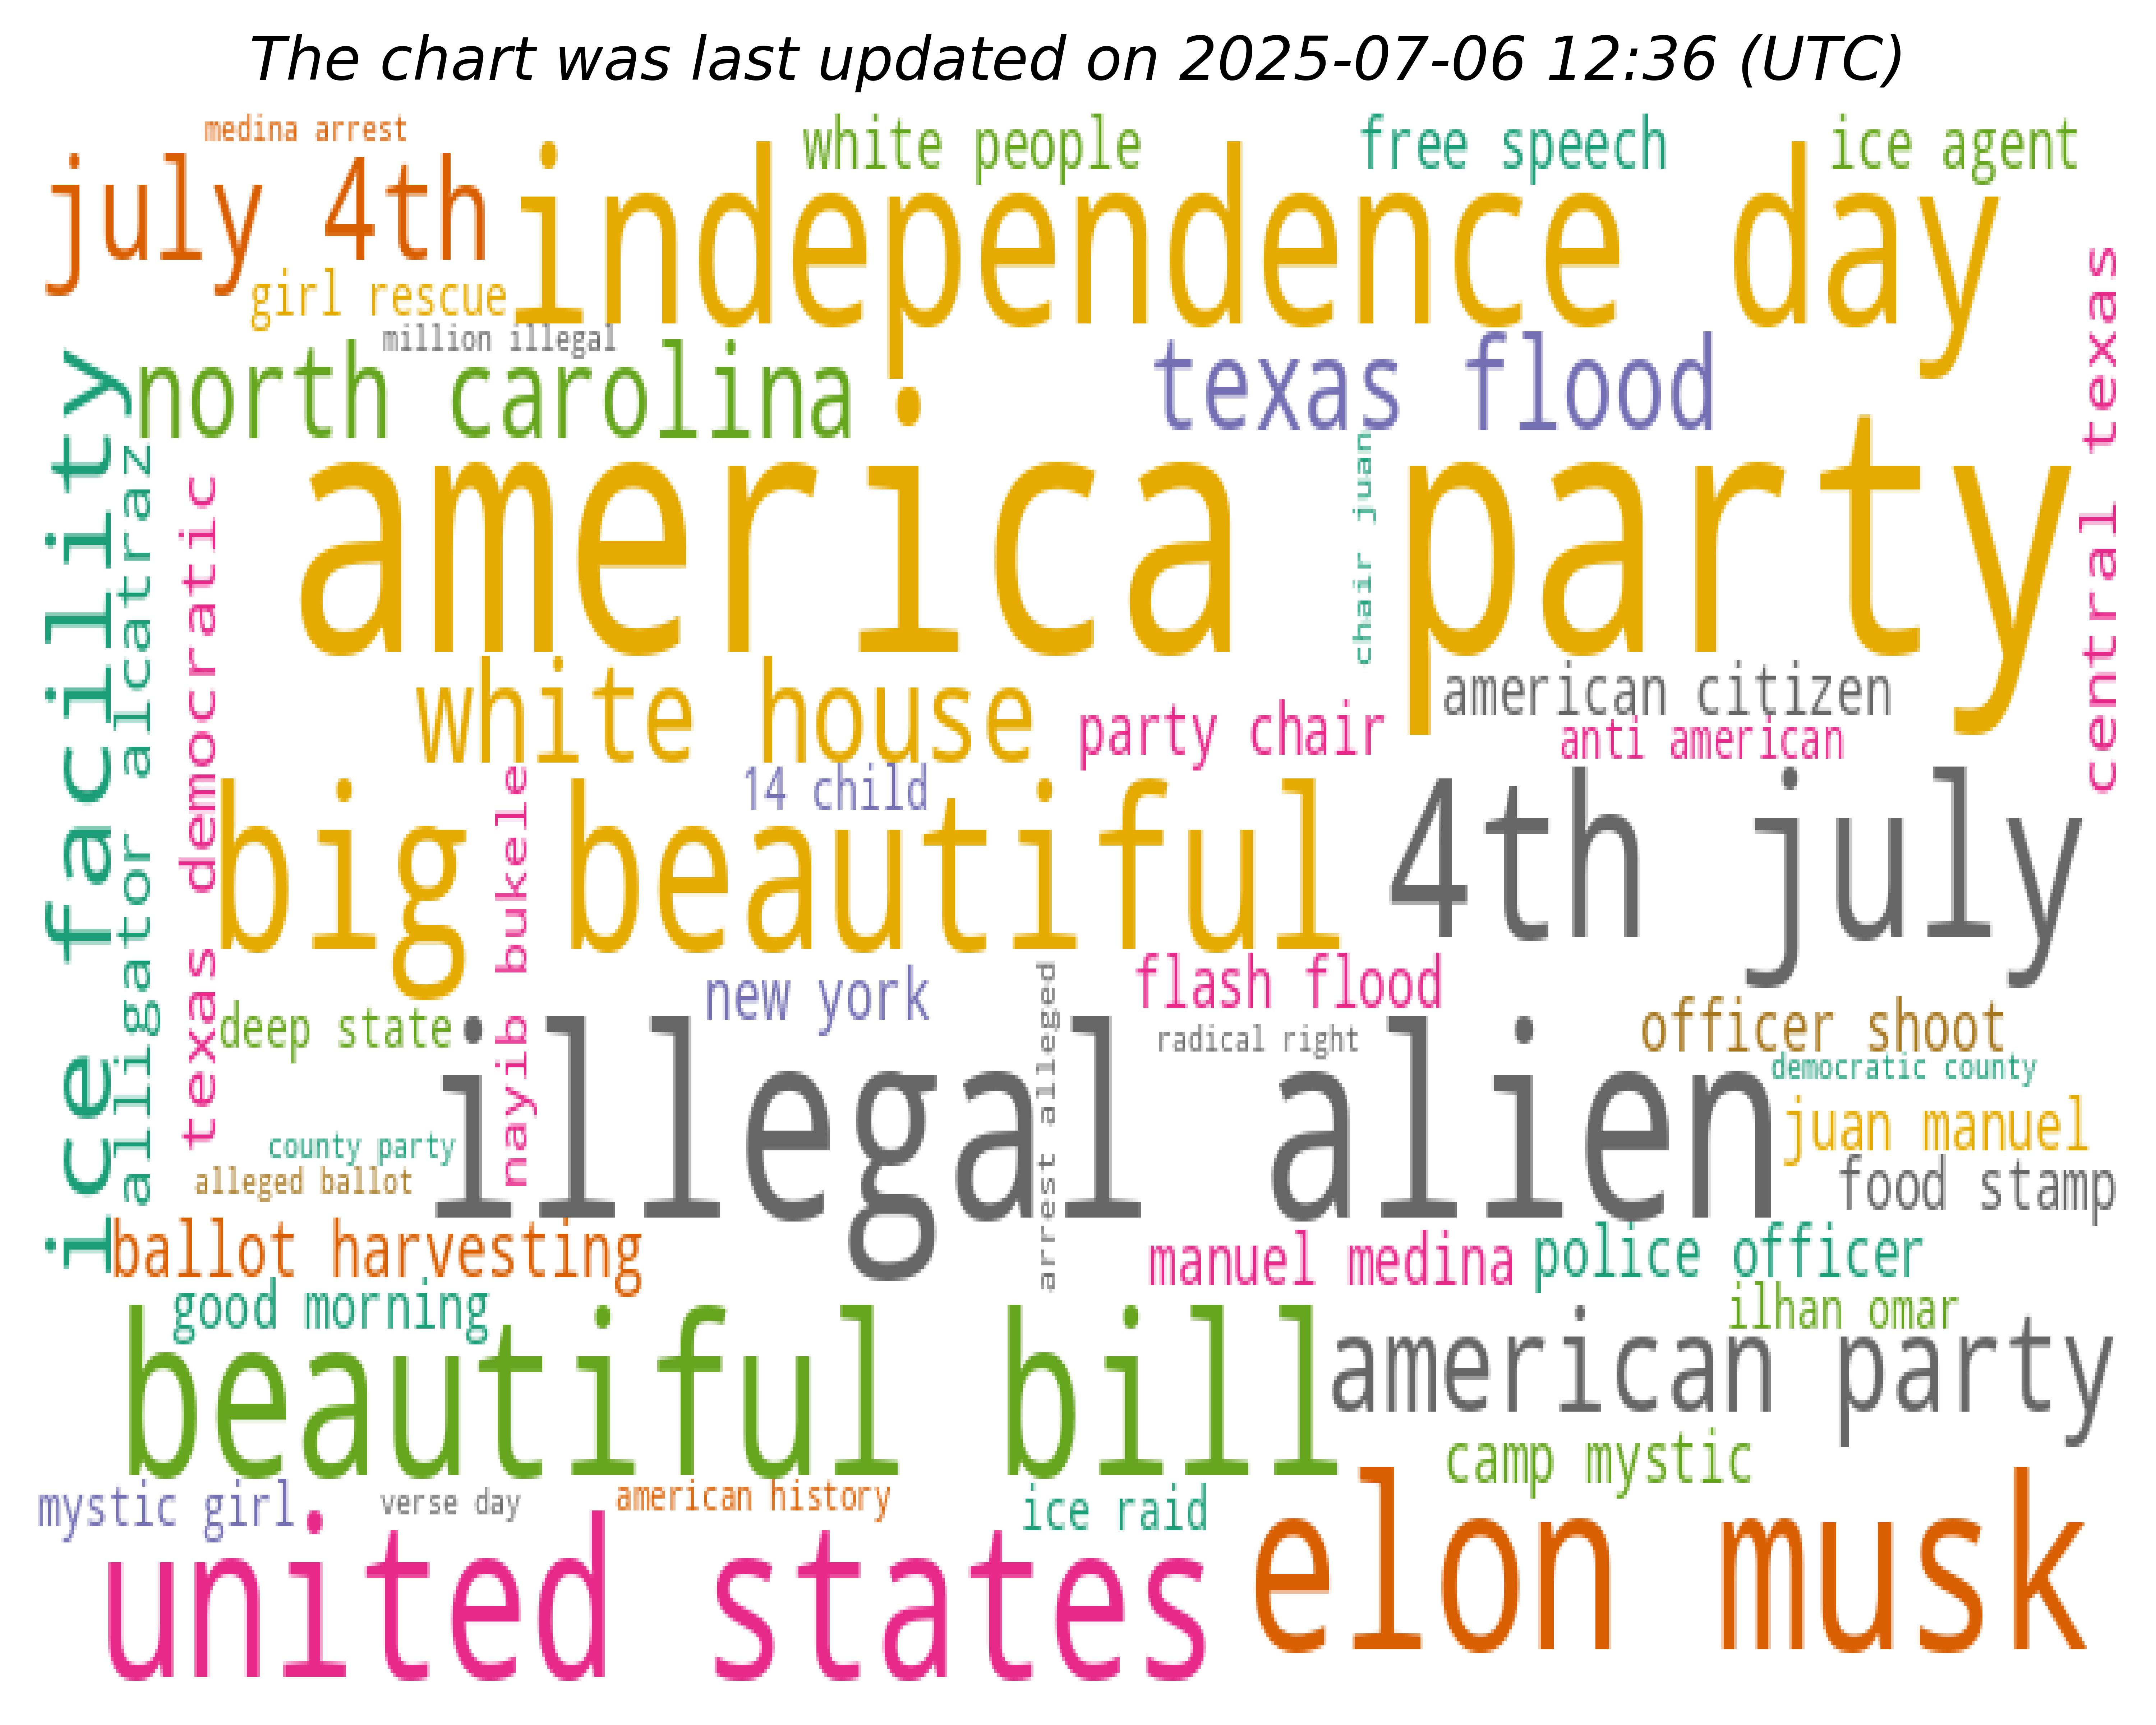 The chart was last updated on 2025-07-06 12:36 (UTC)
medina arrest
white people
free speech
ice agent
july 4th
independence day
girl rescue
million illegal
north carolina
texas flood
central texas
ice facility
alligator alcatraz
texas democratic
america party
chair juan
white house
american citizen
party chair
anti american
14 child
big beautiful
4th july
nayib bukele
new york
flash flood
deep state
illegal alien
arrest alleged
radical right
officer shoot
democratic county
juan manuel
county party
alleged ballot
food stamp
ballot harvesting
manuel medina
police officer
good morning
ilhan omar
beautiful bill
american party
camp mystic
mystic girl
verse day
american history
ice raid
united states
elon musk